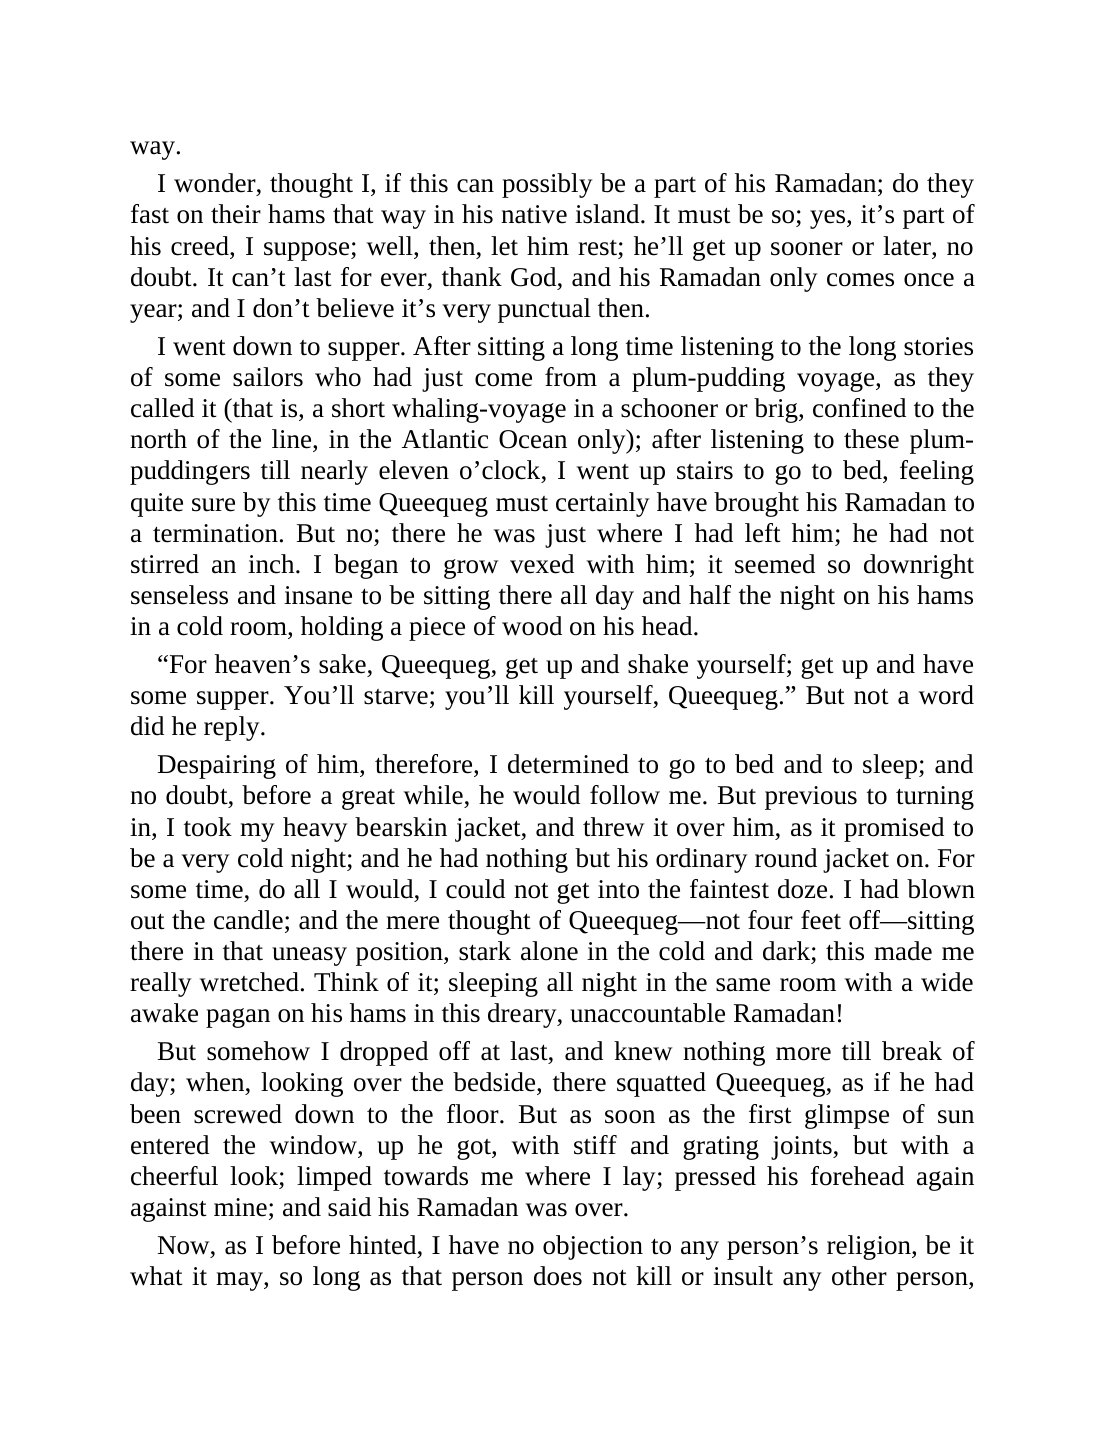 way.
I wonder, thought I, if this can possibly be a part of his Ramadan; do they
fast on their hams that way in his native island. It must be so; yes, it’s part of
his creed, I suppose; well, then, let him rest; he’ll get up sooner or later, no
doubt. It can’t last for ever, thank God, and his Ramadan only comes once a
year; and I don’t believe it’s very punctual then.
I went down to supper. After sitting a long time listening to the long stories
of some sailors who had just come from a plum-pudding voyage, as they
called it (that is, a short whaling-voyage in a schooner or brig, confined to the
north of the line, in the Atlantic Ocean only); after listening to these plum-
puddingers till nearly eleven o’clock, I went up stairs to go to bed, feeling
quite sure by this time Queequeg must certainly have brought his Ramadan to
a termination. But no; there he was just where I had left him; he had not
stirred an inch. I began to grow vexed with him; it seemed so downright
senseless and insane to be sitting there all day and half the night on his hams
in a cold room, holding a piece of wood on his head.
“For heaven’s sake, Queequeg, get up and shake yourself; get up and have
some supper. You’ll starve; you’ll kill yourself, Queequeg.” But not a word
did he reply.
Despairing of him, therefore, I determined to go to bed and to sleep; and
no doubt, before a great while, he would follow me. But previous to turning
in, I took my heavy bearskin jacket, and threw it over him, as it promised to
be a very cold night; and he had nothing but his ordinary round jacket on. For
some time, do all I would, I could not get into the faintest doze. I had blown
out the candle; and the mere thought of Queequeg—not four feet off—sitting
there in that uneasy position, stark alone in the cold and dark; this made me
really wretched. Think of it; sleeping all night in the same room with a wide
awake pagan on his hams in this dreary, unaccountable Ramadan!
But somehow I dropped off at last, and knew nothing more till break of
day; when, looking over the bedside, there squatted Queequeg, as if he had
been screwed down to the floor. But as soon as the first glimpse of sun
entered the window, up he got, with stiff and grating joints, but with a
cheerful look; limped towards me where I lay; pressed his forehead again
against mine; and said his Ramadan was over.
Now, as I before hinted, I have no objection to any person’s religion, be it
what it may, so long as that person does not kill or insult any other person,